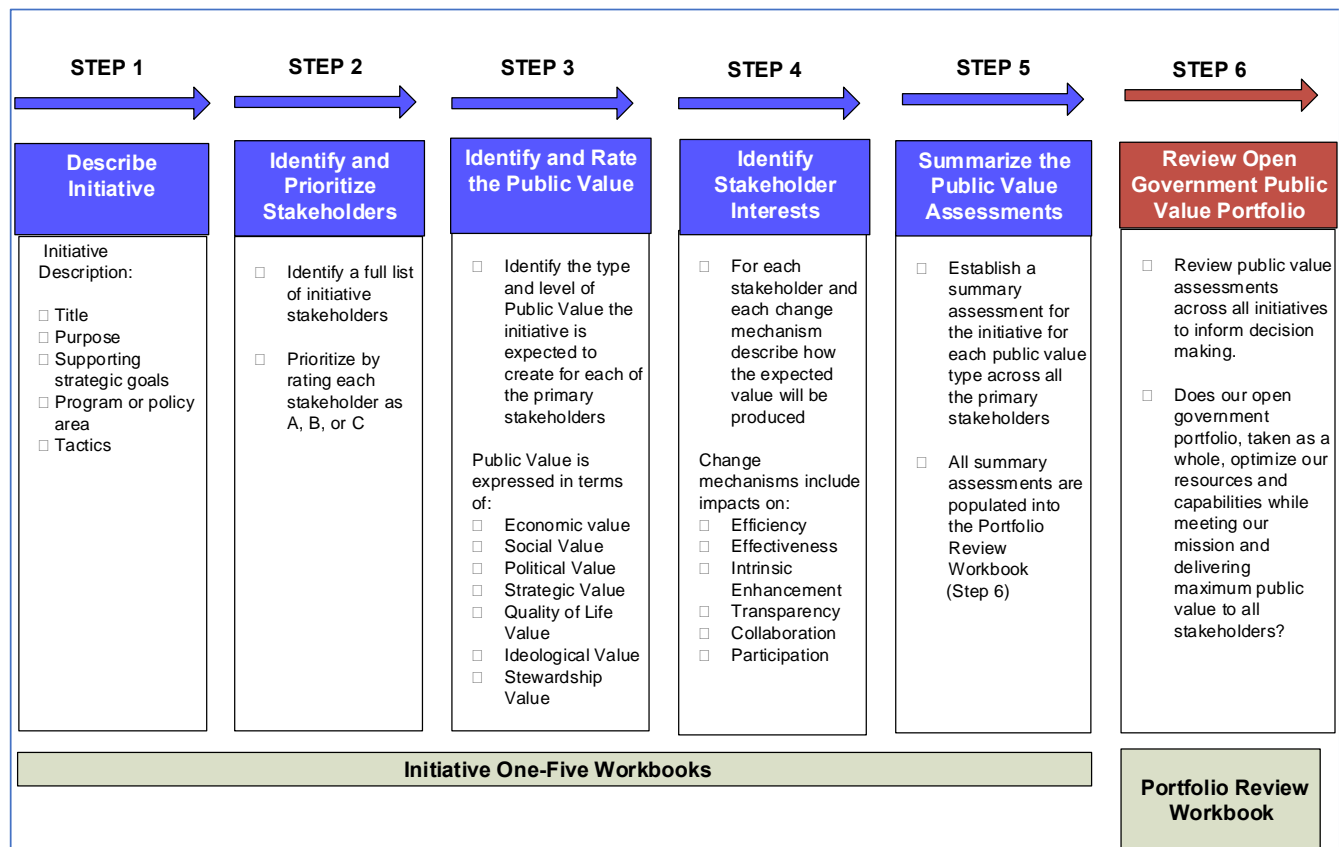 STEP 1
Describe
Initiative
Initiative
Description:
Title
Purpose
Supporting
strategic goals
Program or policy
area
Tactics
STEP 2
Identify and
Prioritize
Stakeholders
Identify a full list
of initiative
stakeholders
Prioritize by
rating each
stakeholder as
A, B, or C
STEP 3
Identify and Rate
the Public Value
Identify the type
and level of
Public Value the
initiative is
expected to
create for each of
the primary
stakeholders
Public Value is
expressed in terms
of:
Economic value
Social Value
Political Value
Strategic Value
Quality of Life
Value
Ideological Value
Stewardship
Value
STEP 4
Identify
Stakeholder
Interests
For each
stakeholder and
each change
mechanism
describe how
the expected
value will be
produced
Change
mechanisms include
impacts on:
Efficiency
Effectiveness
Intrinsic
Enhancement
Transparency
Collaboration
Participation
STEP 5
Summarize the
Public Value
Assessments
Establish a
summary
assessment for
the initiative for
each public value
type across all
the primary
stakeholders
All summary
assessments are
populated into
the Portfolio
Review
Workbook
(Step 6)
STEP 6
Review Open
Government Public
Value Portfolio
Review public value
assessments
across all initiatives
to inform decision
making.
Does our open
government
portfolio, taken as a
whole, optimize our
resources and
capabilities while
meeting our
mission and
delivering
maximum public
value to all
stakeholders?
Initiative One-Five Workbooks
Portfolio Review
Workbook